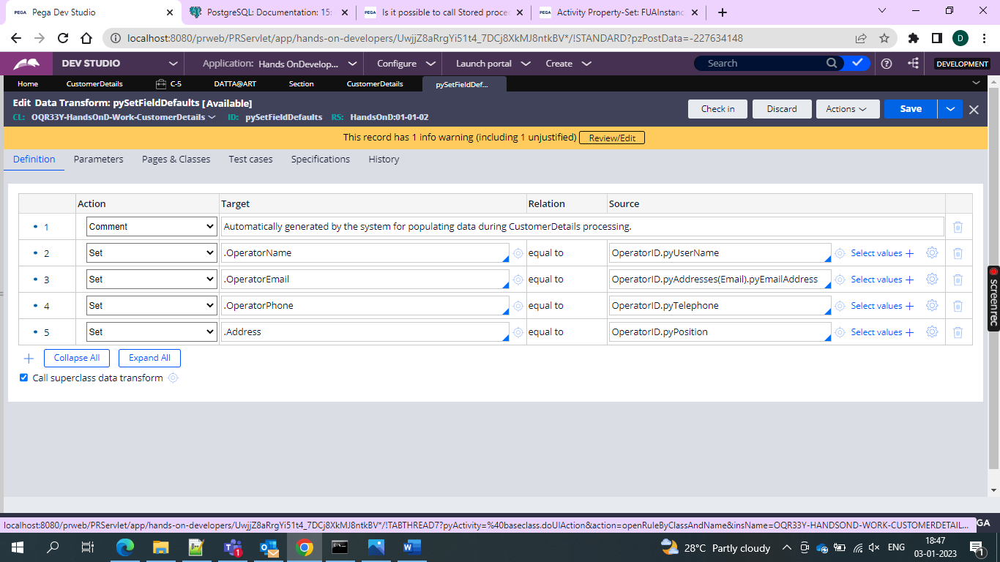 PEGA Pega Dev Studio
PostgreSQL: Documentation: 15:
PEGA Is it possible to call Stored proce
PEGA Activity Property-Set: FUAInstanc
localhost:8080/prweb/PRServlet/app/hands-on-developers/UwjjZ8aRrgYi51t4_7DCj8XkMJ8ntkBV*/!STANDARD?pzPostData=-227634148
D
DEV STUDIO
Application: Hands OnDevelop...
Configure
Launch portal
Create
Search
DEVELOPMENT
Home
CustomerDetails
C-5
DATTA@ART
Section
CustomerDetails
pySetFieldDef...
Edit Data Transform: pySetFieldDefaults [Available]
CL: OQR33Y-HandsOnD-Work-CustomerDetails ID: pySetFieldDefaults RS: HandsOnD:01-01-02
Check in
Discard
Actions
Save
This record has 1 info warning (including 1 unjustified) Review/Edit
Definition
Parameters
Pages & Classes
Test cases
Specifications
History
Action Target Relation Source
1 Comment Automatically generated by the system for populating data during CustomerDetails processing.
2 Set .OperatorName equal to OperatorID.pyUserName Select values
3 Set .OperatorEmail equal to OperatorID.pyAddresses(Email).pyEmailAddress Select values
4 Set .OperatorPhone equal to OperatorID.pyTelephone Select values
5 Set .Address equal to OperatorID.pyPosition Select values
Collapse All
Expand All
Call superclass data transform
screenrec
localhost:8080/prweb/PRServlet/app/hands-on-developers/UwjjZ8aRrgYi51t4_7DCj8XkMJ8ntkBV*/!TABTHREAD7?pyActivity=%40baseclass.doUIAction&action=openRuleByClassAndName&insName=OQR33Y-HANDSOND-WORK-CUSTOMERDETAIL...
GA
1
28°C Partly cloudy
ENG
18:47
03-01-2023
1